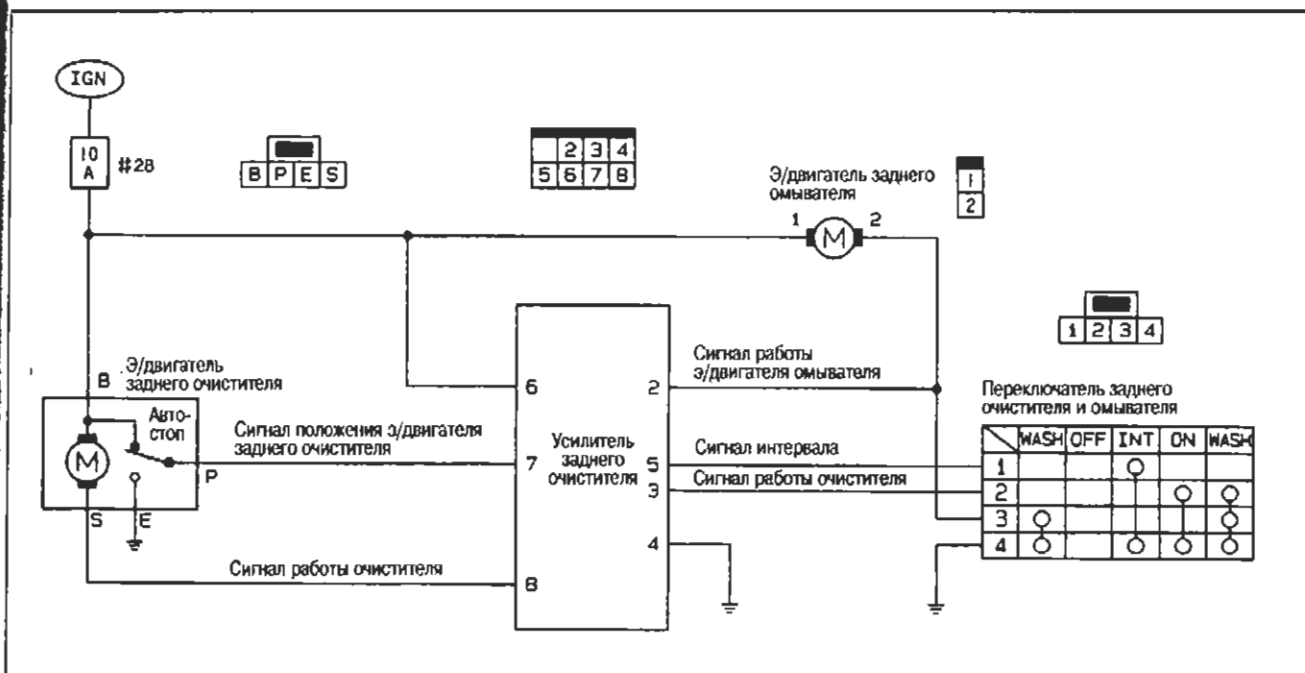 IGN
10
A
#28
B P E S
2 3 4
5 6 7 8
Э/двигатель заднего
омывателя
1
2
1
2
M
1 2 3 4
B
Э/двигатель
заднего очистителя
Авто-
стоп
M
P
S
E
Сигнал положения э/двигателя
заднего очистителя
Сигнал работы очистителя
6
7
8
2
5
3
4
Усилитель
заднего
очистителя
Сигнал работы
э/двигателя омывателя
Сигнал интервала
Сигнал работы очистителя
Переключатель заднего
очистителя и омывателя
WASH OFF INT ON WASH
1
2
3
4